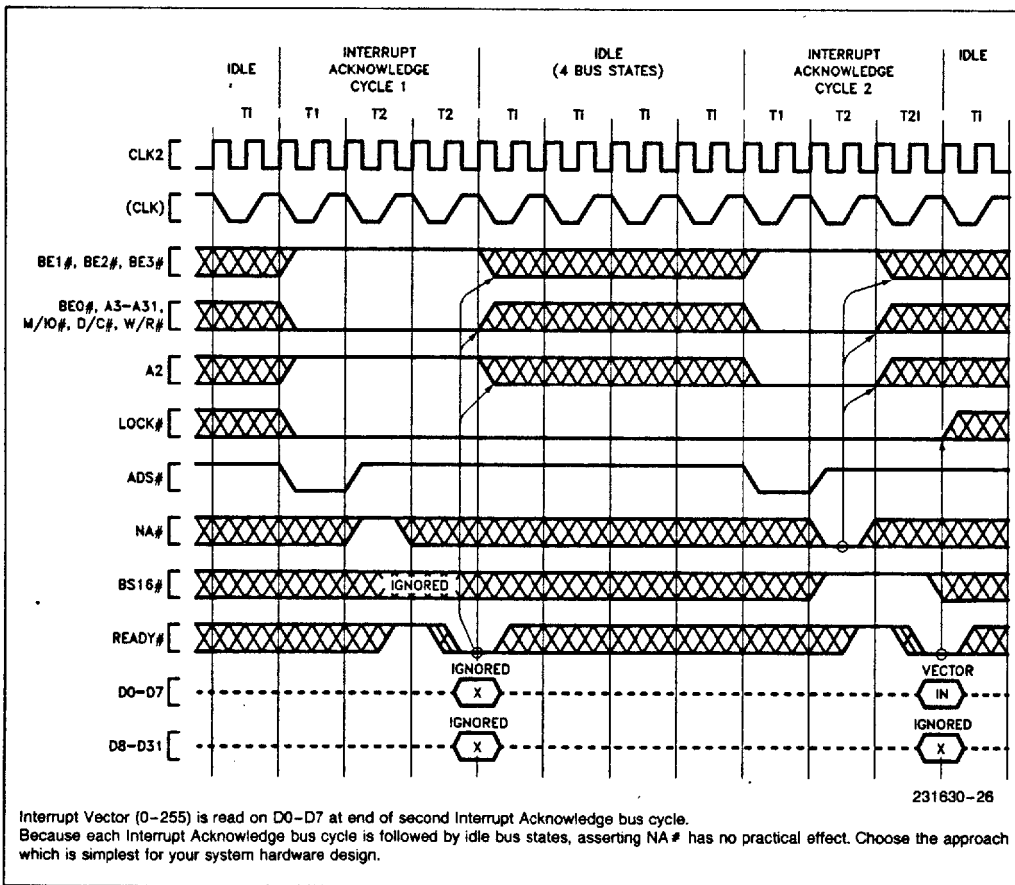 IDLE
INTERRUPT
ACKNOWLEDGE
CYCLE 1
IDLE
(4 BUS STATES)
INTERRUPT
ACKNOWLEDGE
CYCLE 2
IDLE
Ti T1 T2 T2 Ti Ti Ti Ti T1 T2 T2I Ti
CLK2
(CLK)
BE1#, BE2#, BE3#
BE0#, A3-A31,
M/IO#, D/C#, W/R#
A2
LOCK#
ADS#
NA#
BS16#
IGNORED
READY#
IGNORED
VECTOR
D0-D7
X
IN
IGNORED
IGNORED
D8-D31
X
X
231630-26
Interrupt Vector (0-255) is read on D0-D7 at end of second Interrupt Acknowledge bus cycle.
Because each Interrupt Acknowledge bus cycle is followed by idle bus states, asserting NA# has no practical effect. Choose the approach
which is simplest for your system hardware design.